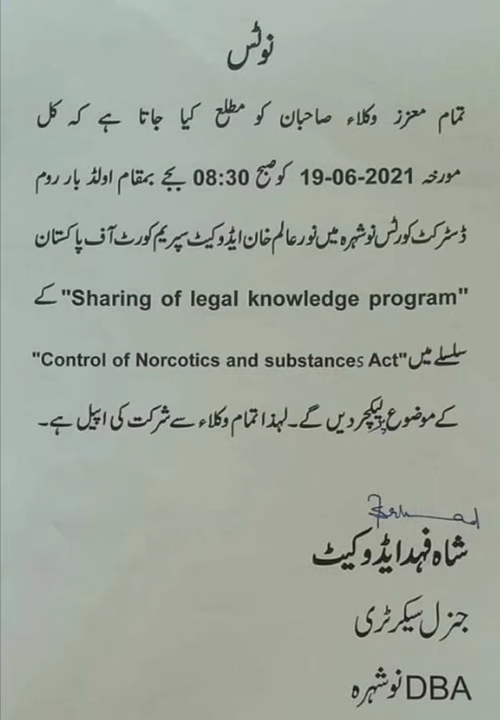 نوٹس
تمام معزز وکلاء صاحبان کو مطلع کیا جاتا ہے کہ کل
مورخہ 19-06-2021 کو صبح 08:30 بجے بمقام اولڈ بار روم
ڈسٹرکٹ کورٹس نوشہرہ میں نور عالم خان ایڈوکیٹ سپریم کورٹ آف پاکستان
"Sharing of legal knowledge program" کے
سلسلے میں "Control of Norcotics and substances Act"
کے موضوع پر لیکچر دیں گے۔ لہذا تمام وکلاء سے شرکت کی اپیل ہے۔
شاہ فہد ایڈوکیٹ
جنرل سیکرٹری
DBA نوشہرہ